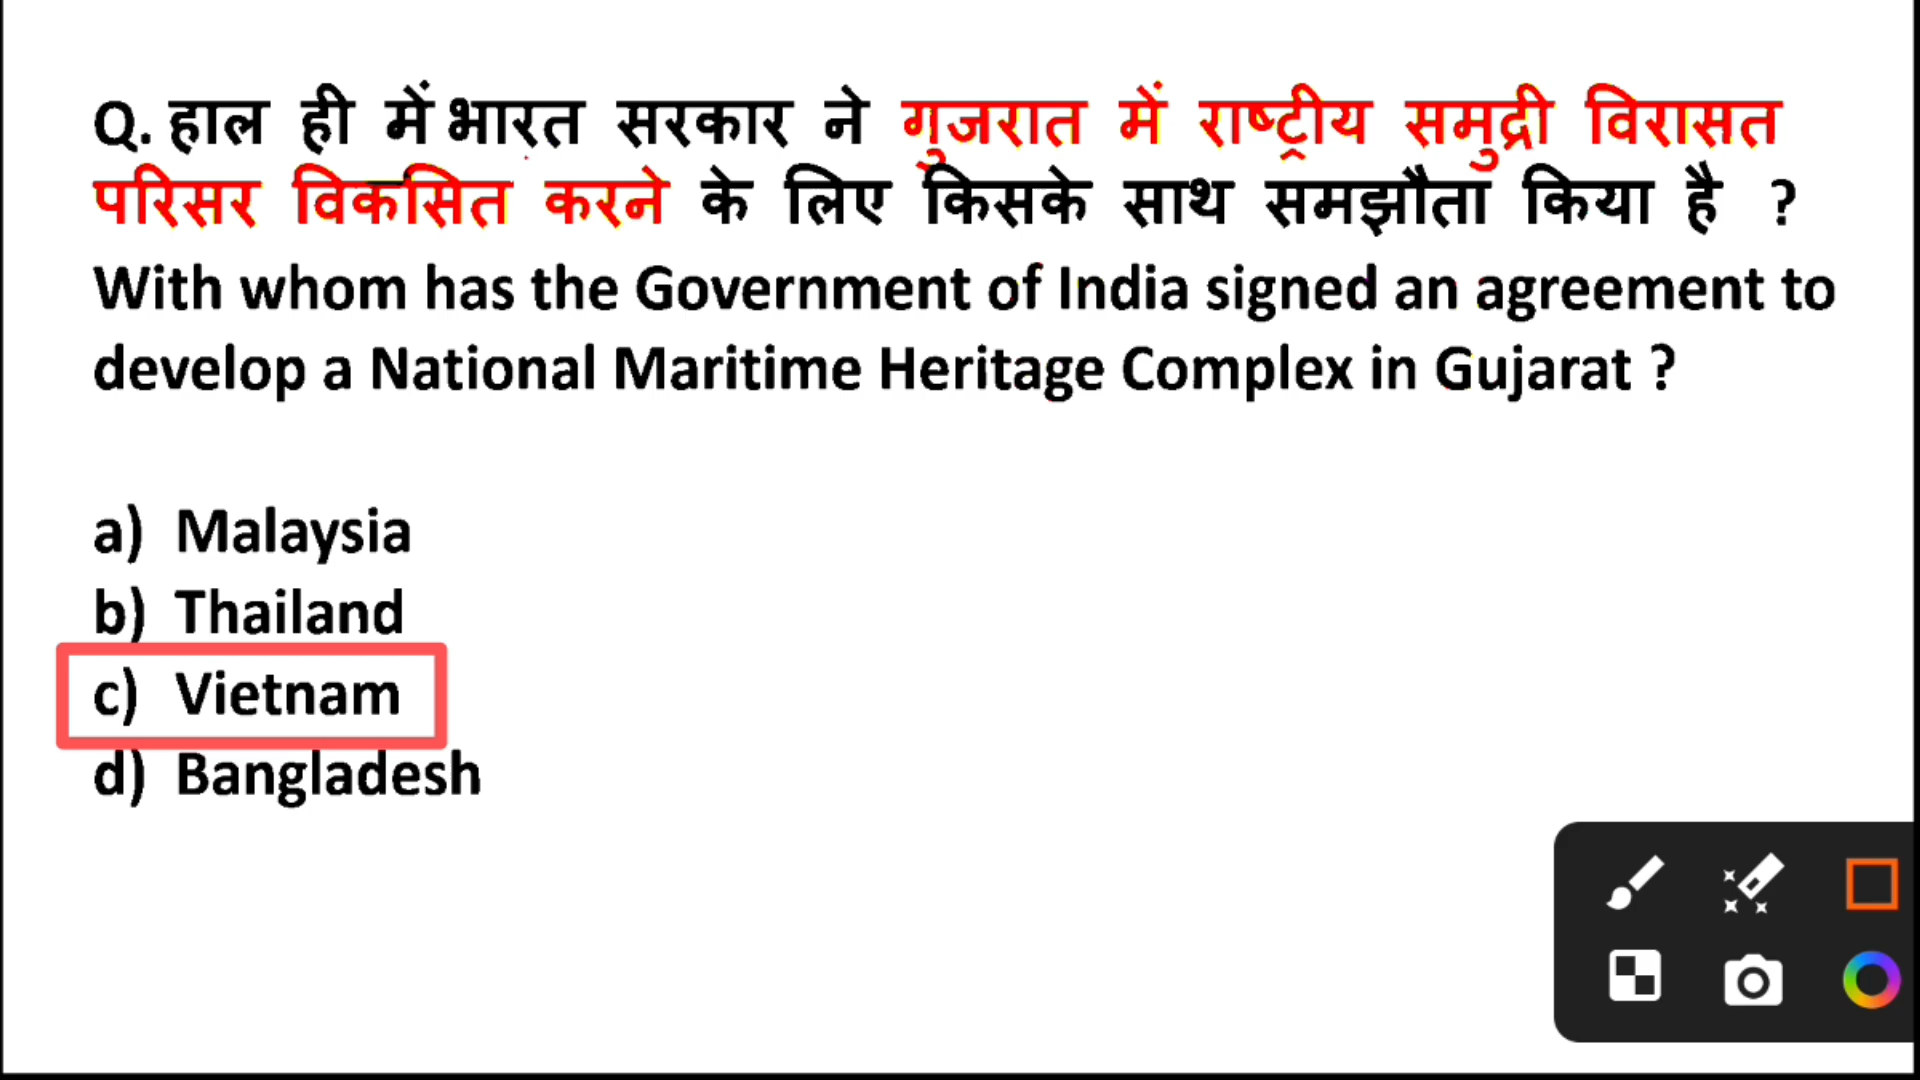 Q. हाल ही में भारत सरकार ने गुजरात में राष्ट्रीय समुद्री विरासत
परिसर विकसित करने के लिए किसके साथ समझौता किया है ?
With whom has the Government of India signed an agreement to
develop a National Maritime Heritage Complex in Gujarat ?
a) Malaysia
b) Thailand
c) Vietnam
d) Bangladesh